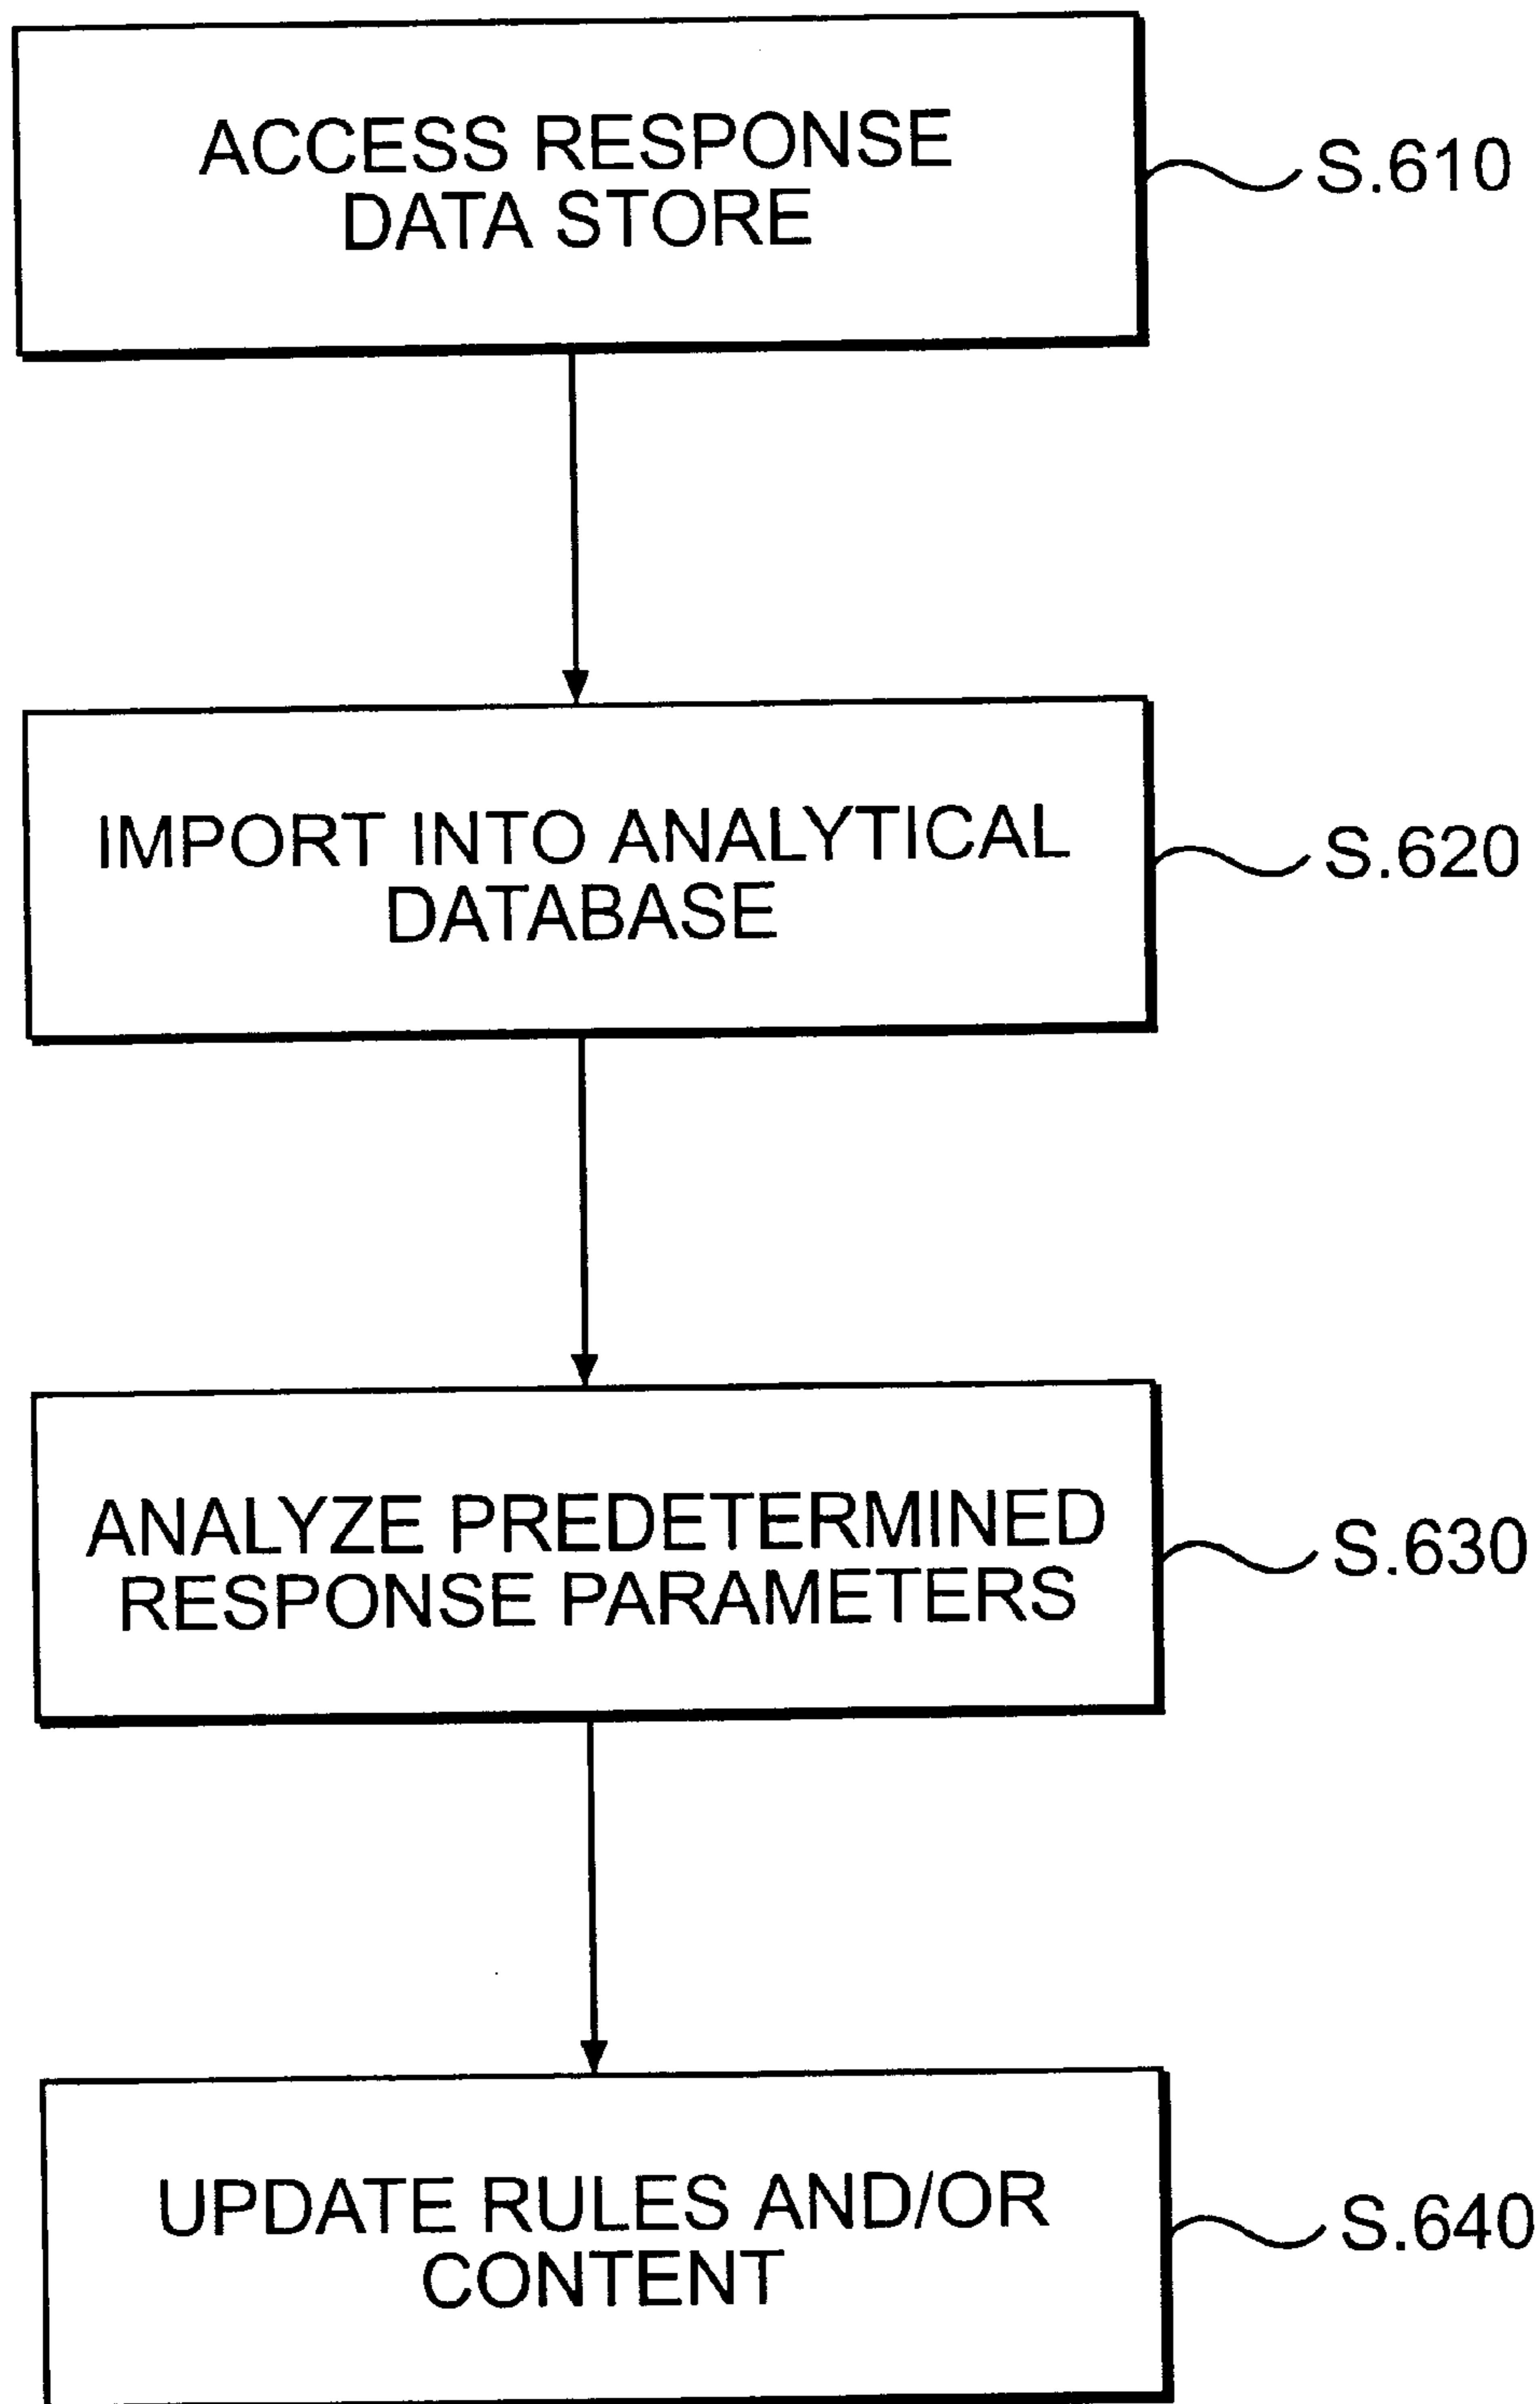 ACCESS RESPONSE
DATA STORE
S.610
IMPORT INTO ANALYTICAL
DATABASE
S.620
ANALYZE PREDETERMINED
RESPONSE PARAMETERS
S.630
UPDATE RULES AND/OR
CONTENT
S.640